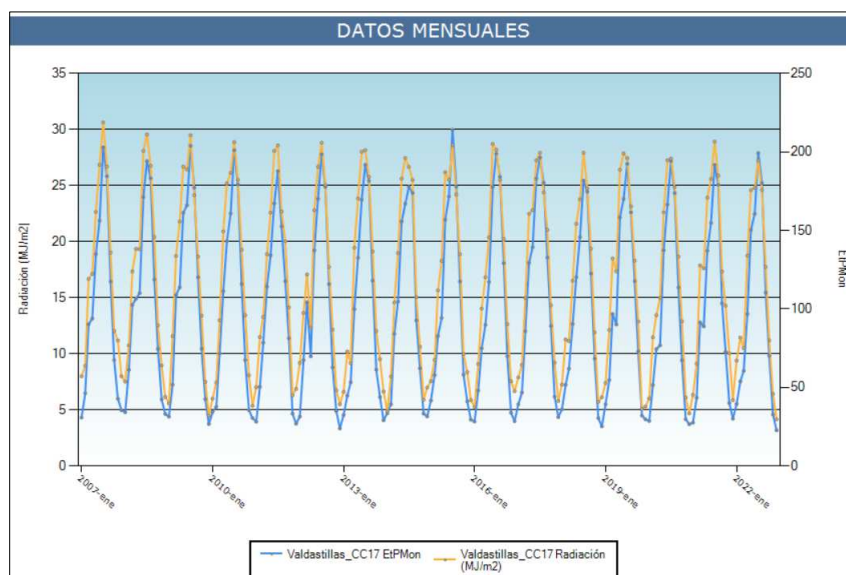 DATOS MENSUALES
35
30
25
20
15
10
5
0
Radiación (MJ/m2|
250
200
150
100
50
0
EtPMon
2007-ene
2010-ene
2013-ene
2016-ene
2019-ene
2022-ene
Valdastillas_CC17 EtPMon
Valdastillas_CC17 Radiación
(MJ/m2)